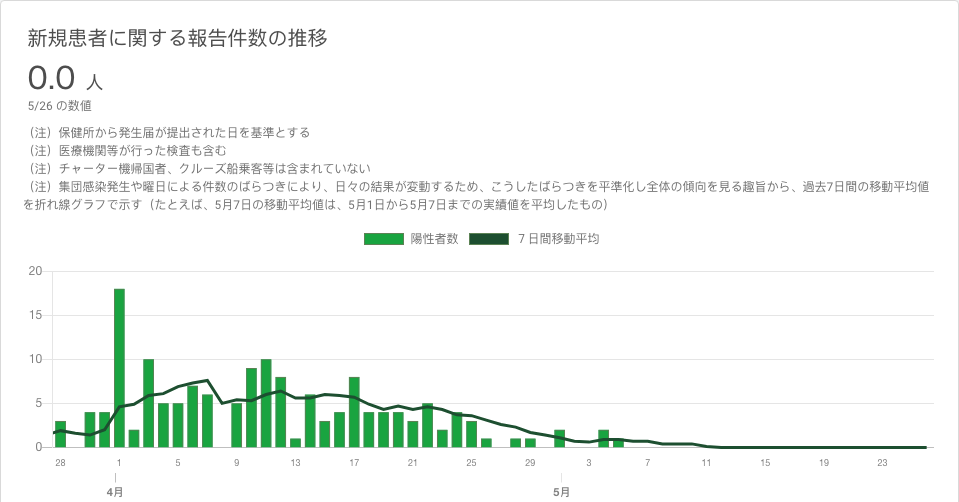 新規患者に関する報告件数の推移
0.0 人
5/26 の数値
（注）保健所から発生届が提出された日を基準とする
（注）医療機関等が行った検査も含む
（注）チャーター機帰国者、クルーズ船乗客等は含まれていない
（注）集団感染発生や曜日による件数のばらつきにより、日々の結果が変動するため、こうしたばらつきを平準化し全体の傾向を見る趣旨から、過去7日間の移動平均値
を折れ線グラフで示す（たとえば、5月7日の移動平均値は、5月1日から5月7日までの実績値を平均したもの）
陽性者数 ７日間移動平均
20
15
10
5
0
28 1 5 9 13 17 21 25 29 3 7 11 15 19 23
4月 5月